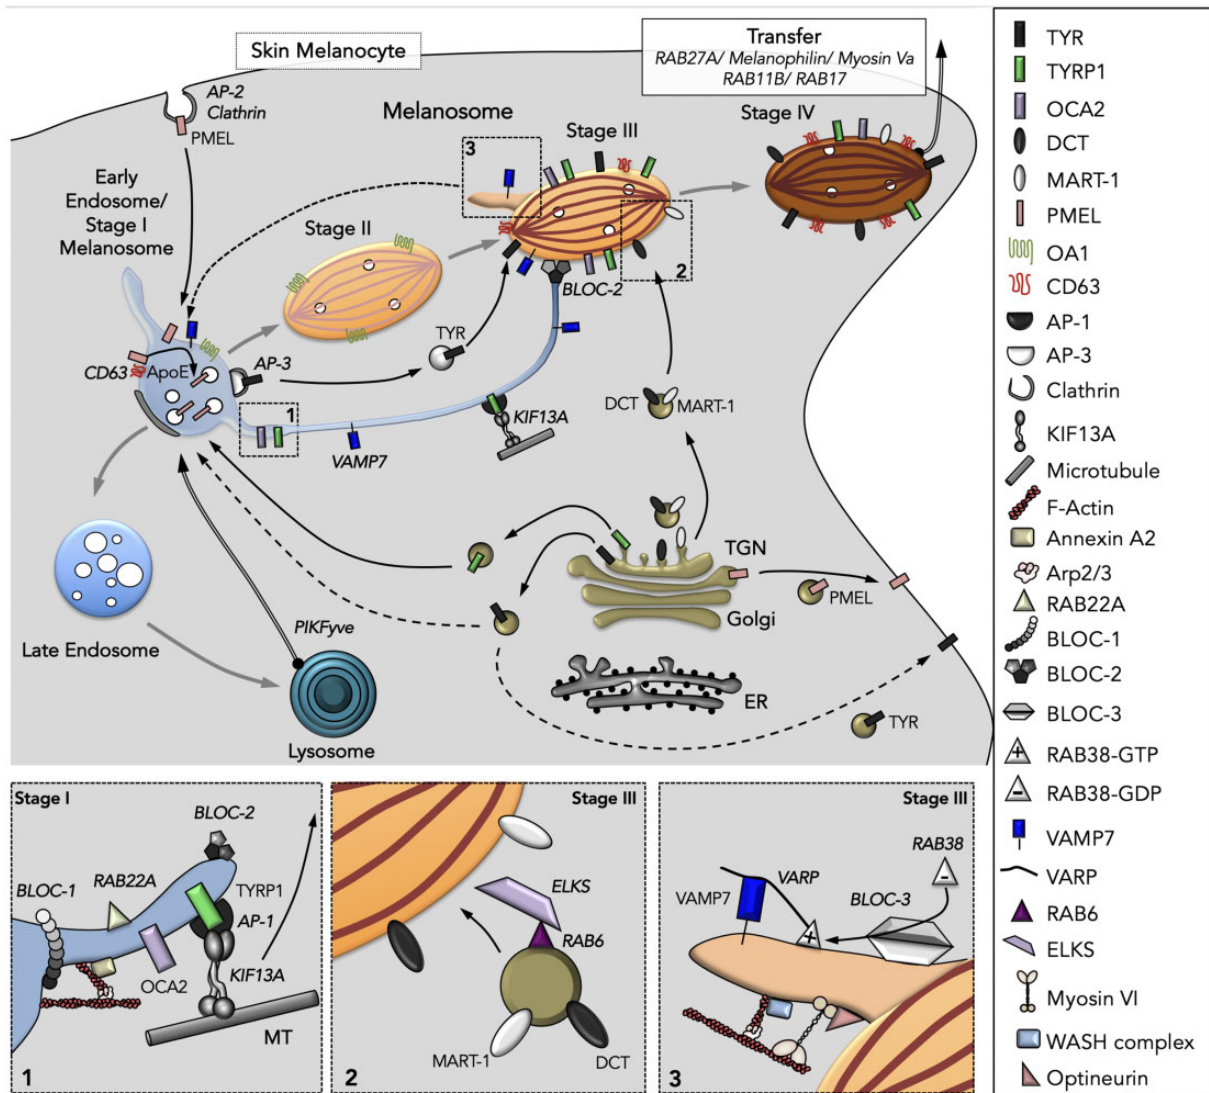 Skin Melanocyte
Transfer
RAB27A/ Melanophilin/ Myosin Va
RAB11B/ RAB17
AP-2
Clathrin
PMEL
Melanosome
Stage III
Stage IV
3
Early
Endosome/
Stage I
Melanosome
Stage II
2
BLOC-2
TYR
CD63
ApoE
AP-3
1
VAMP7
KIF13A
DCT
MART-1
TGN
PMEL
Golgi
Late Endosome
PIKFyve
Lysosome
ER
TYR
TYR
TYRP1
OCA2
DCT
MART-1
PMEL
OA1
CD63
AP-1
AP-3
Clathrin
KIF13A
Microtubule
F-Actin
Annexin A2
Arp2/3
RAB22A
BLOC-1
BLOC-2
BLOC-3
+
RAB38-GTP
-
RAB38-GDP
VAMP7
VARP
RAB6
ELKS
Myosin VI
WASH complex
Optineurin
Stage I
BLOC-2
BLOC-1
RAB22A
TYRP1
AP-1
OCA2
KIF13A
MT
1
Stage III
ELKS
RAB6
MART-1
DCT
2
Stage III
RAB38
-
VAMP7
VARP
BLOC-3
+
3